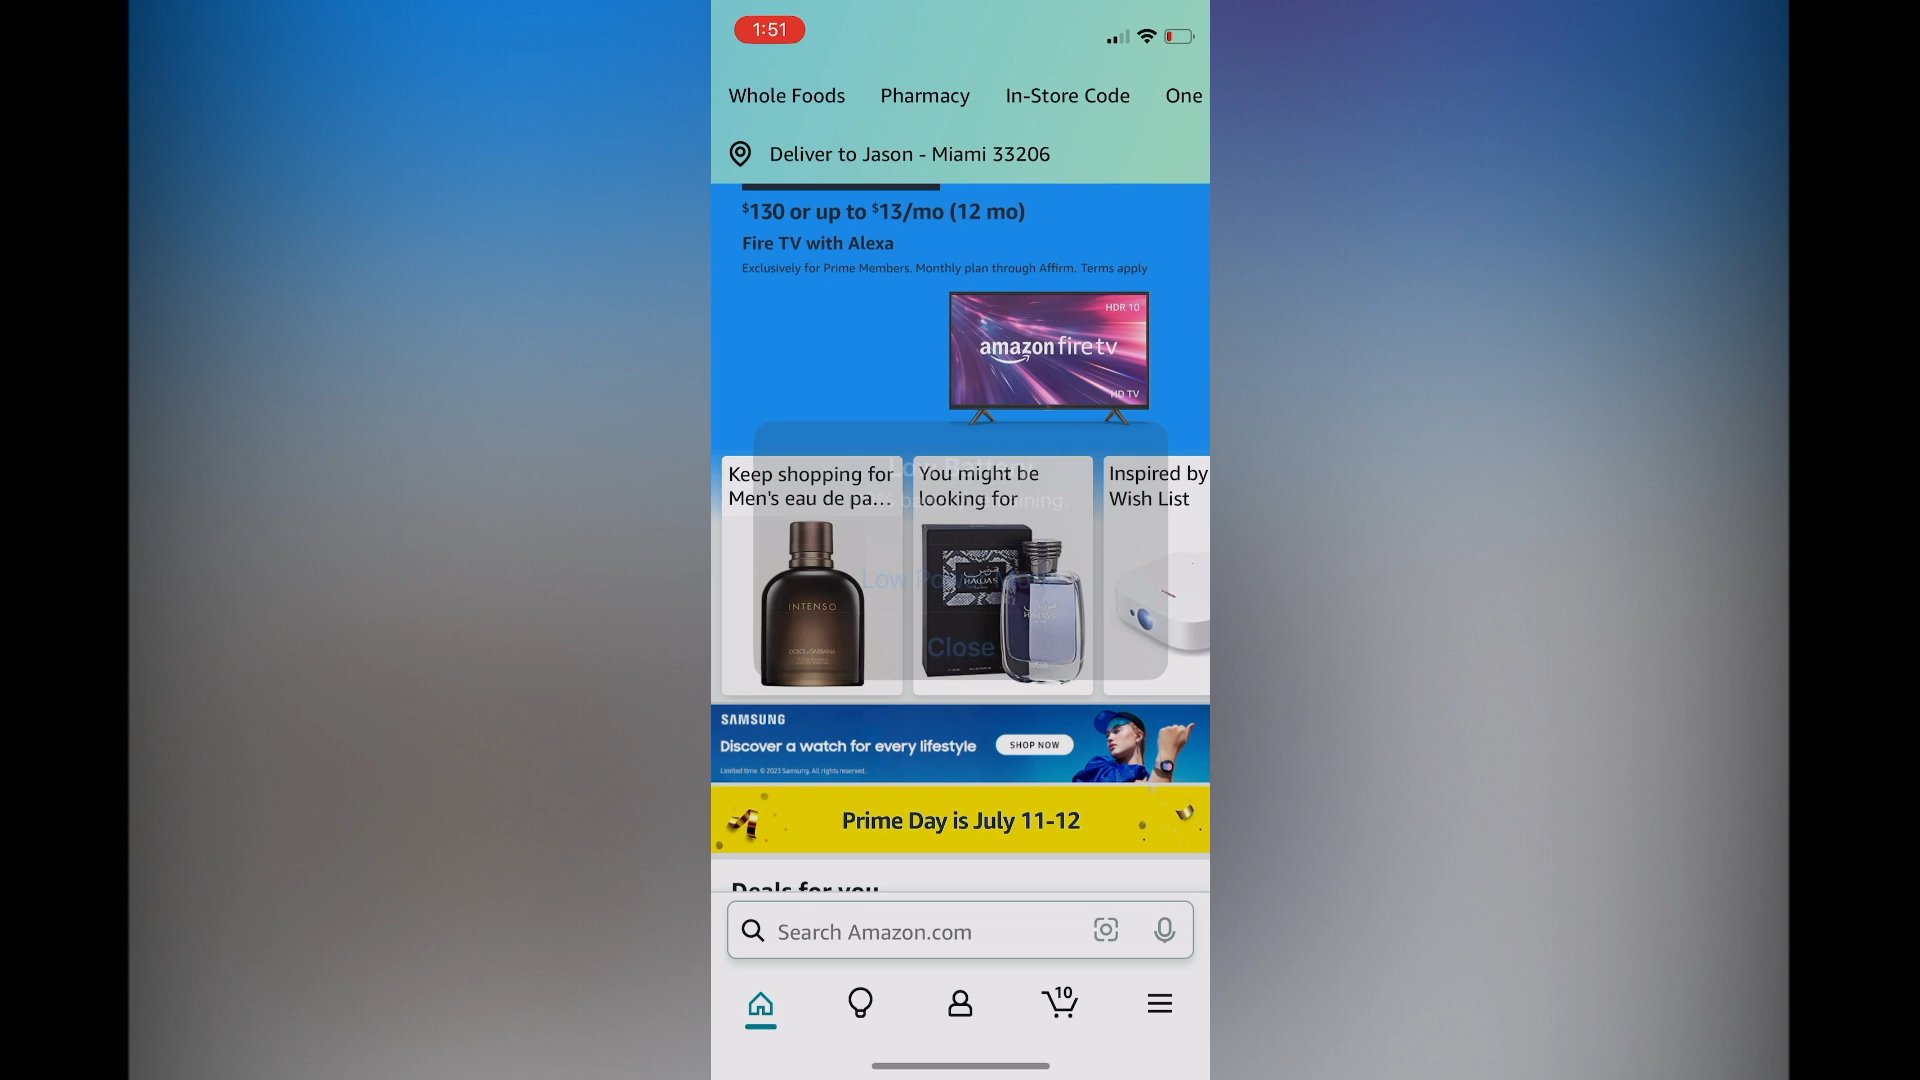 1:51
Whole Foods Pharmacy In-Store Code One
Deliver to Jason - Miami 33206
$130 or up to $13/mo (12 mo)
Fire TV with Alexa
Exclusively for Prime Members. Monthly plan through Affirm. Terms apply
HDR 10
amazon fire tv
HD TV
Low Battery
Keep shopping for
Men's eau de pa...
You might be
looking for
Inspired by
Wish List
INTENSO
DOLCE & GABBANA
HAWAS
Close
SAMSUNG
Discover a watch for every lifestyle
SHOP NOW
Limited time. © 2023 Samsung. All rights reserved.
Prime Day is July 11-12
Deals for you
Search Amazon.com
10